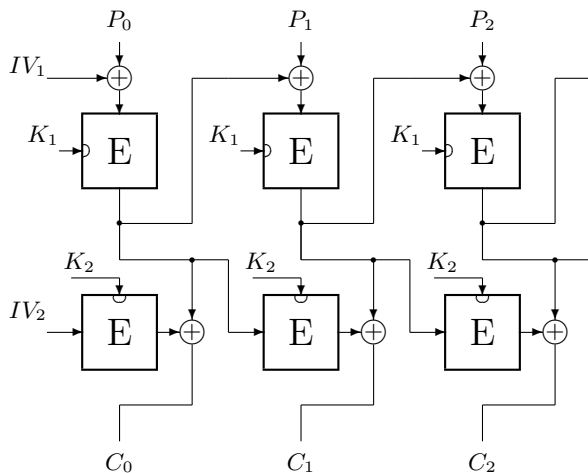 P0 P1 P2
IV1
K1 E K1 E K1 E
K2 K2 K2
IV2 E E E
C0 C1 C2